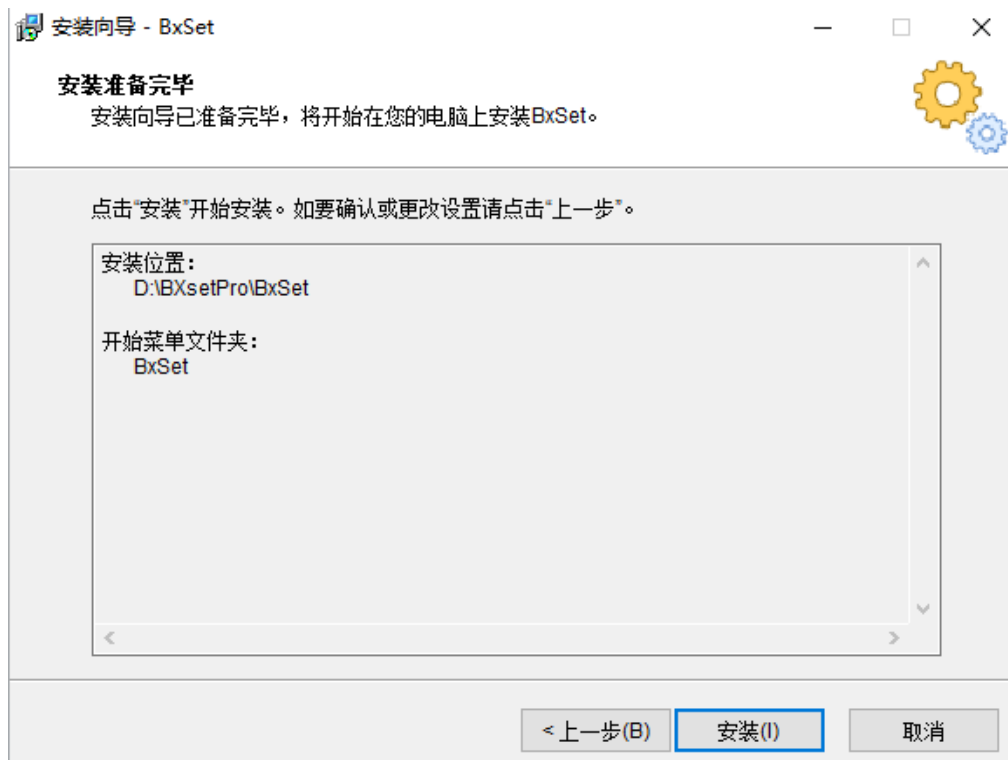 安装向导 - BxSet
安装准备完毕
安装向导已准备完毕，将开始在您的电脑上安装BxSet。
点击“安装”开始安装。如要确认或更改设置请点击“上一步”。
安装位置：
D:\BXsetPro\BxSet
开始菜单文件夹：
BxSet
<上一步(B)
安装(I)
取消